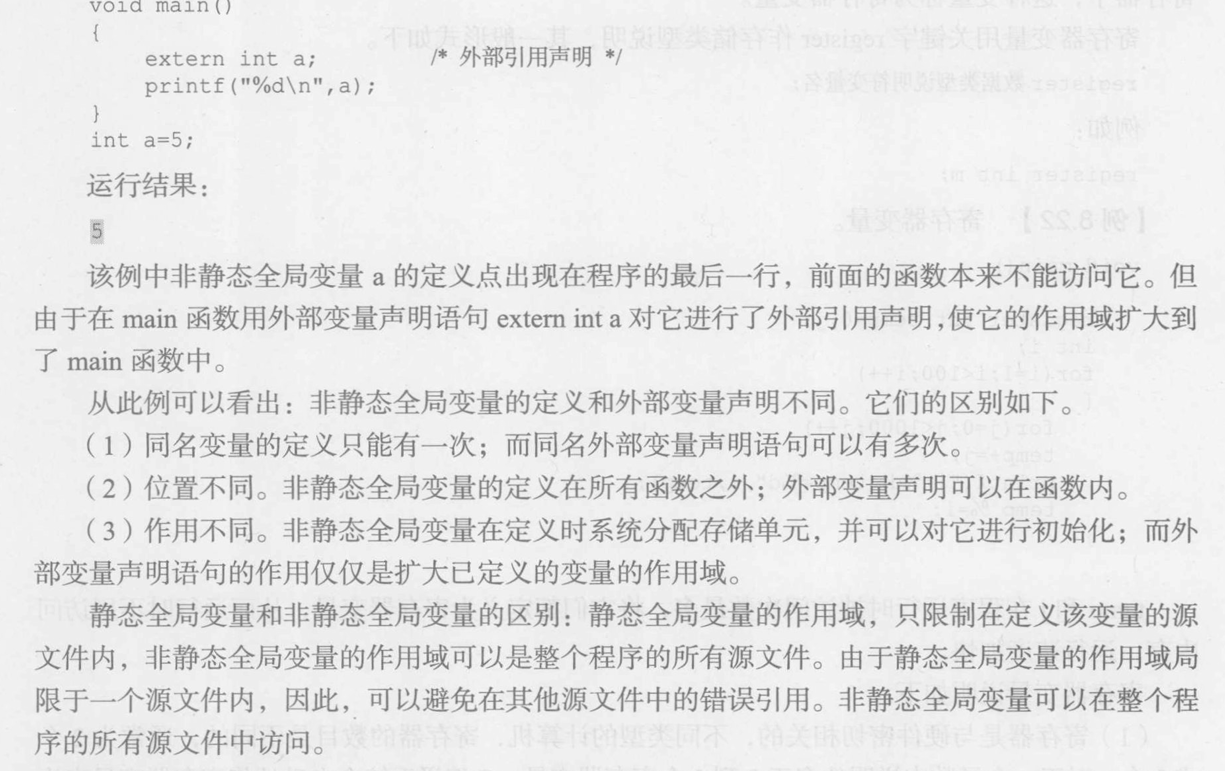 void main()
{
extern int a; /* 外部引用声明 */
printf("%d\n",a);
}
int a=5;
运行结果：
5
该例中非静态全局变量 a 的定义点出现在程序的最后一行，前面的函数本来不能访问它。但
由于在 main 函数用外部变量声明语句 extern int a 对它进行了外部引用声明，使它的作用域扩大到
了 main 函数中。
从此例可以看出：非静态全局变量的定义和外部变量声明不同。它们的区别如下。
（1）同名变量的定义只能有一次；而同名外部变量声明语句可以有多次。
（2）位置不同。非静态全局变量的定义在所有函数之外；外部变量声明可以在函数内。
（3）作用不同。非静态全局变量在定义时系统分配存储单元，并可以对它进行初始化；而外
部变量声明语句的作用仅仅是扩大已定义的变量的作用域。
静态全局变量和非静态全局变量的区别：静态全局变量的作用域，只限制在定义该变量的源
文件内，非静态全局变量的作用域可以是整个程序的所有源文件。由于静态全局变量的作用域局
限于一个源文件内，因此，可以避免在其他源文件中的错误引用。非静态全局变量可以在整个程
序的所有源文件中访问。